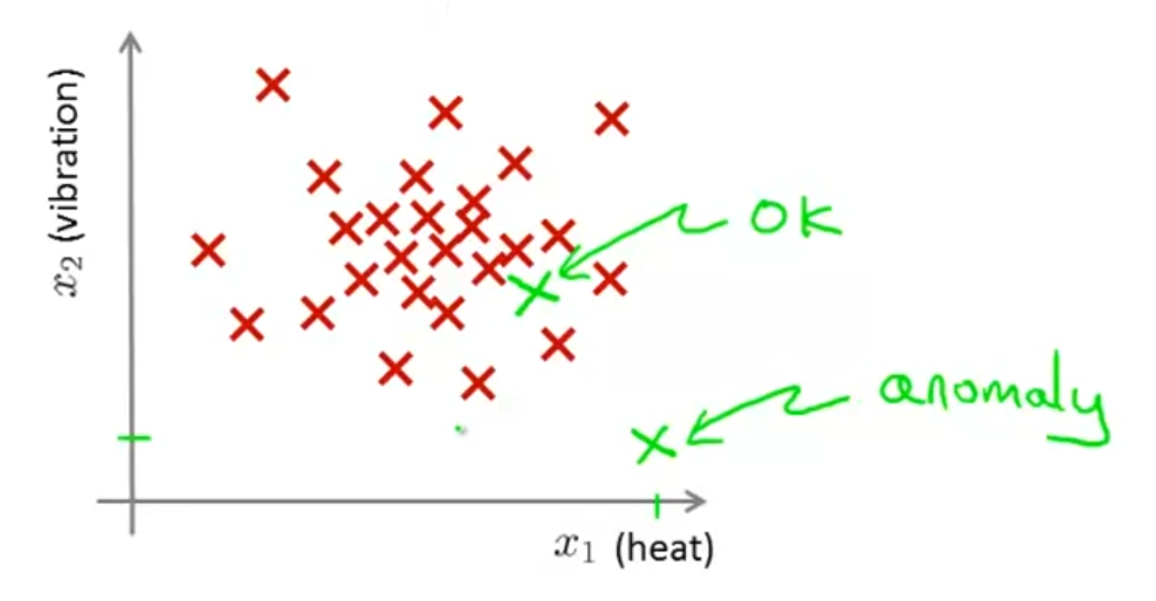 x₂ (vibration)
OK
anomaly
x₁ (heat)